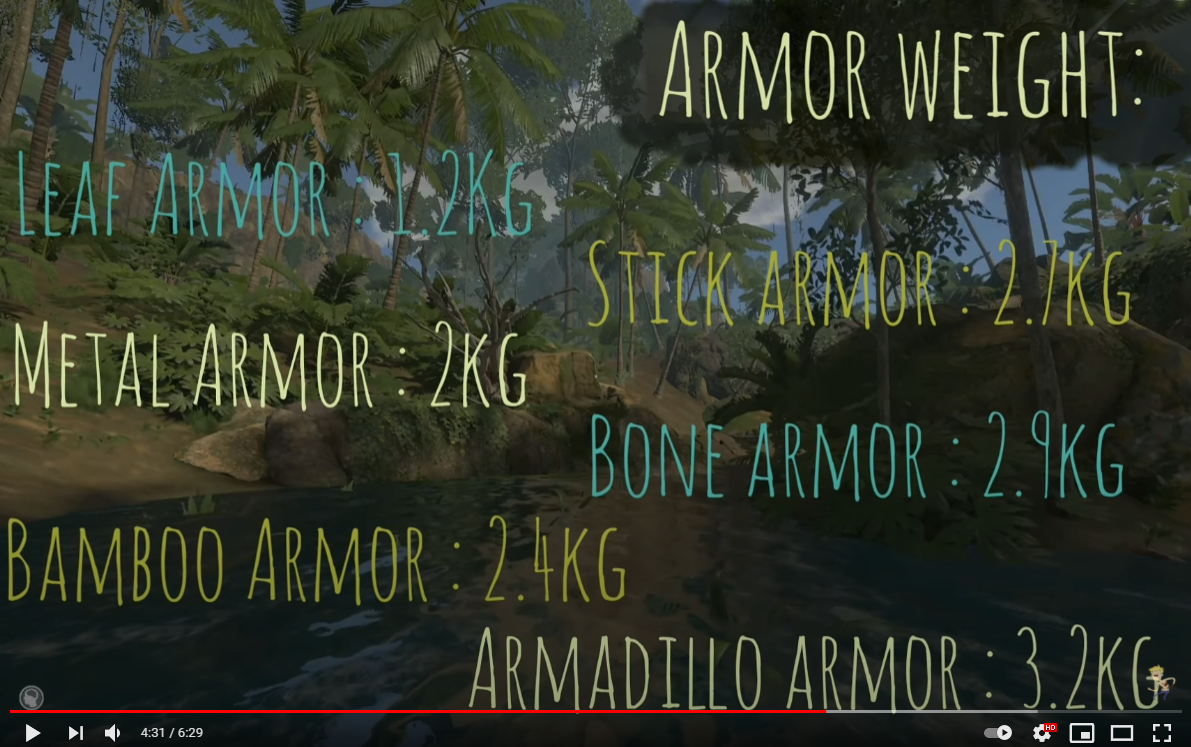 Armor weight:
Leaf Armor : 1.2Kg
Stick armor : 2.7kg
Metal Armor : 2kg
Bone armor : 2.9kg
Bamboo Armor : 2.4kg
Armadillo armor : 3.2kg
4:31 / 6:29
HD